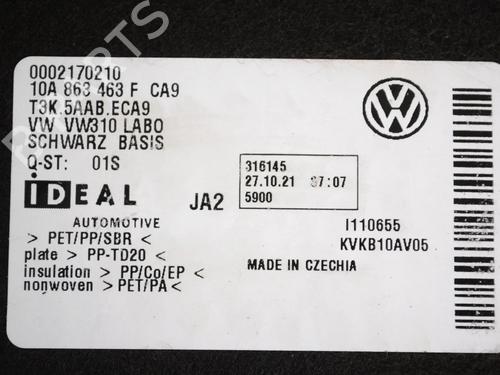 0002170210
10A 863 463 F CA9
T3K.5AAB.ECA9
VW VW310 LABO
SCHWARZ BASIS
Q-ST: 01S
IDEAL
AUTOMOTIVE
JA2
316145
27.10.21 07:07
5900
I110655
KVKB10AV05
MADE IN CZECHIA
> PET/PP/SBR <
plate > PP-TD20 <
insulation > PP/Co/EP <
nonwoven > PET/PA <